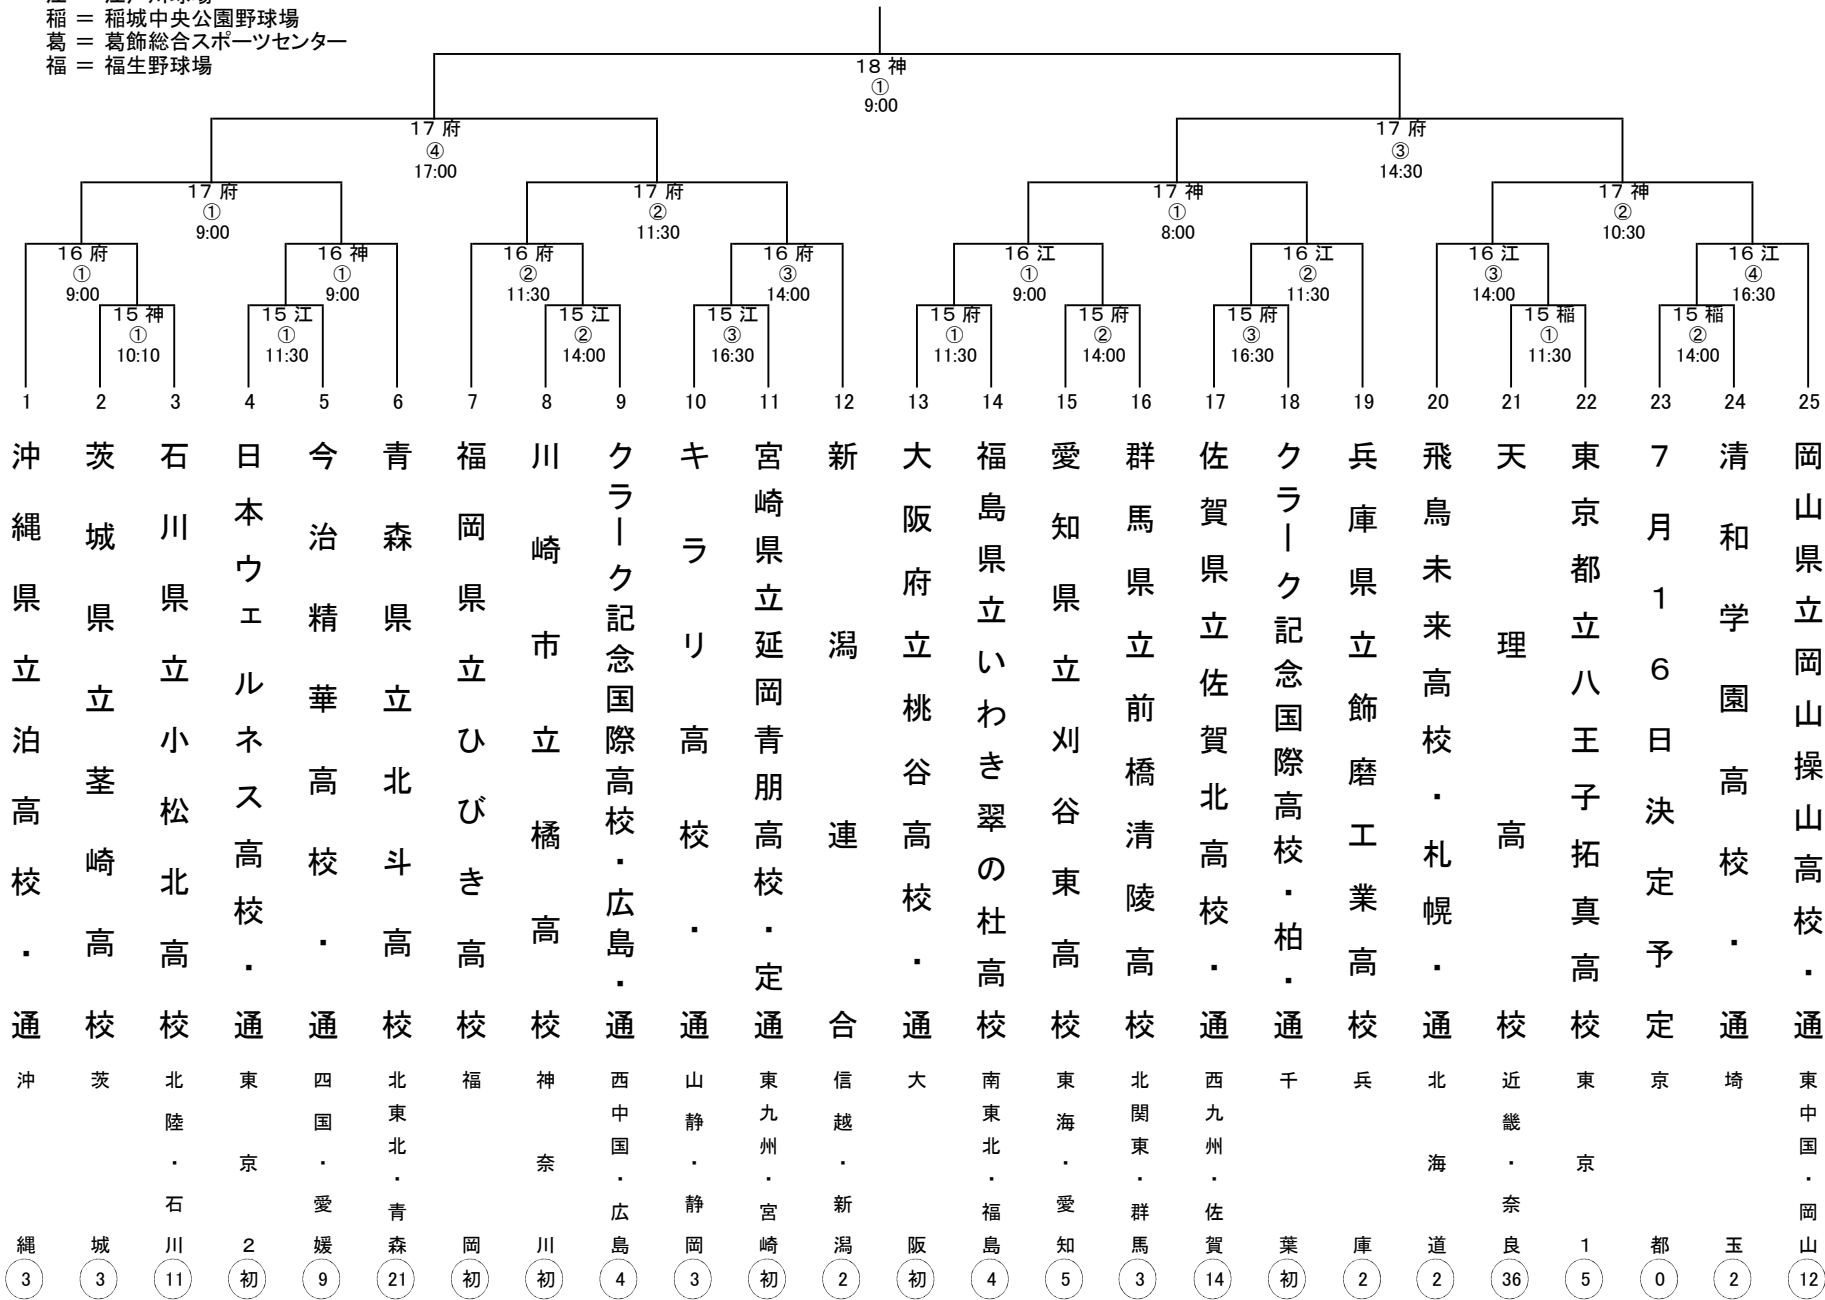 稲 ＝ 稲城中央公園野球場
葛 ＝ 葛飾総合スポーツセンター
福 ＝ 福生野球場
18 神
①
9:00
17 府
④
17:00
17 府
③
14:30
17 府
①
9:00
17 府
②
11:30
17 神
①
8:00
17 神
②
10:30
16 府
①
9:00
16 神
①
9:00
16 府
②
11:30
16 府
③
14:00
16 江
①
9:00
16 江
②
11:30
16 江
③
14:00
16 江
④
16:30
15 神
①
10:10
15 江
①
11:30
15 江
②
14:00
15 江
③
16:30
15 府
①
11:30
15 府
②
14:00
15 府
③
16:30
15 稲
①
11:30
15 稲
②
14:00
1
沖縄県立泊高校・通
沖縄
3
2
茨城県立茎崎高校
茨城
3
3
石川県立小松北高校
北陸・石川
11
4
日本ウェルネス高校・通
東京2
初
5
今治精華高校・通
四国・愛媛
9
6
青森県立北斗高校
北東北・青森
21
7
福岡県立ひびき高校
福岡
初
8
川崎市立橘高校
神奈川
初
9
クラーク記念国際高校・広島・通
西中国・広島
4
10
キラリ高校・通
山静・静岡
3
11
宮崎県立延岡青朋高校・定通
東九州・宮崎
初
12
新潟連合
信越・新潟
2
13
大阪府立桃谷高校・通
大阪
初
14
福島県立いわき翠の杜高校
南東北・福島
4
15
愛知県立刈谷東高校
東海・愛知
5
16
群馬県立前橋清陵高校
北関東・群馬
3
17
佐賀県立佐賀北高校・通
西九州・佐賀
14
18
クラーク記念国際高校・柏・通
千葉
初
19
兵庫県立飾磨工業高校
兵庫
2
20
飛鳥未来高校・札幌・通
北海道
2
21
天理高校
近畿・奈良
36
22
東京都立八王子拓真高校
東京1
5
23
7月16日決定予定
京都
0
24
清和学園高校・通
埼玉
2
25
岡山県立岡山操山高校・通
東中国・岡山
12